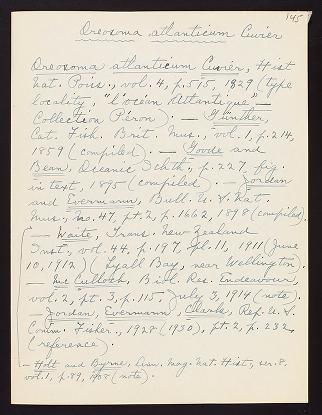 145
Oreosoma atlanticum Cuvier
Oreosoma atlanticum Cuvier, Hist
Nat. Poiss., vol. 4, p. 515, 1829 (type
locality, "l'océan Atlantique" —
Collection Péron). — Günther,
Cat. Fish. Brit. Mus., vol. 1, p. 214,
1859 (compiled). — Goode and
Bean, Oceanic Ichth., p. 227, fig.
in text, 1895 (compiled). — Jordan
and Evermann, Bull. U. S. Nat.
Mus., no. 47, pt. 2, p. 1662, 1898 (compiled).
— Waite, Trans. New Zealand
Inst., vol. 44, p. 197, pl. 11, 1911 (June
10, 1912) (Lyall Bay, near Wellington).
— McCulloch, Biol. Res. Endeavour,
vol. 2, pt. 3, p. 115, July 3, 1914 (note).
— Jordan, Evermann, Clarke, Rep. U. S.
Comm. Fisher., 1928 (1930), pt. 2, p. 232
(reference).
— Holt and Byrne, Ann. Mag. Nat. Hist., ser. 8,
vol. 1, p. 89, 1908 (note).